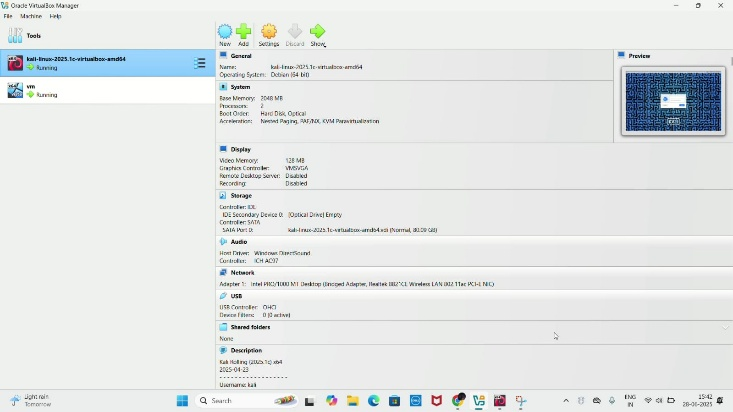 Oracle VirtualBox Manager
File Machine Help
Tools
New Add Settings Discard Show
kali-linux-2025.1c-virtualbox-amd64
Running
vm
Running
General
Name: kali-linux-2025.1c-virtualbox-amd64
Operating System: Debian (64-bit)
Preview
System
Base Memory: 2048 MB
Processors: 2
Boot Order: Hard Disk, Optical
Acceleration: Nested Paging, PAE/NX, KVM Paravirtualization
Display
Video Memory: 128 MB
Graphics Controller: VMSVGA
Remote Desktop Server: Disabled
Recording: Disabled
Storage
Controller: IDE
IDE Secondary Device 0: [Optical Drive] Empty
Controller: SATA
SATA Port 0: kali-linux-2025.1c-virtualbox-amd64.vdi (Normal, 80.09 GB)
Audio
Host Driver: Windows DirectSound
Controller: ICH AC97
Network
Adapter 1: Intel PRO/1000 MT Desktop (Bridged Adapter, Realtek 8821CE Wireless LAN 802.11ac PCI-E NIC)
USB
USB Controller: OHCI
Device Filters: 0 (0 active)
Shared folders
None
Description
Kali Rolling (2025.1c) x64
2025-04-23
- - - - - - - - - - - - - - - - - -
Username: kali
Light rain
Tomorrow
Search
ENG
IN
15:42
28-06-2025